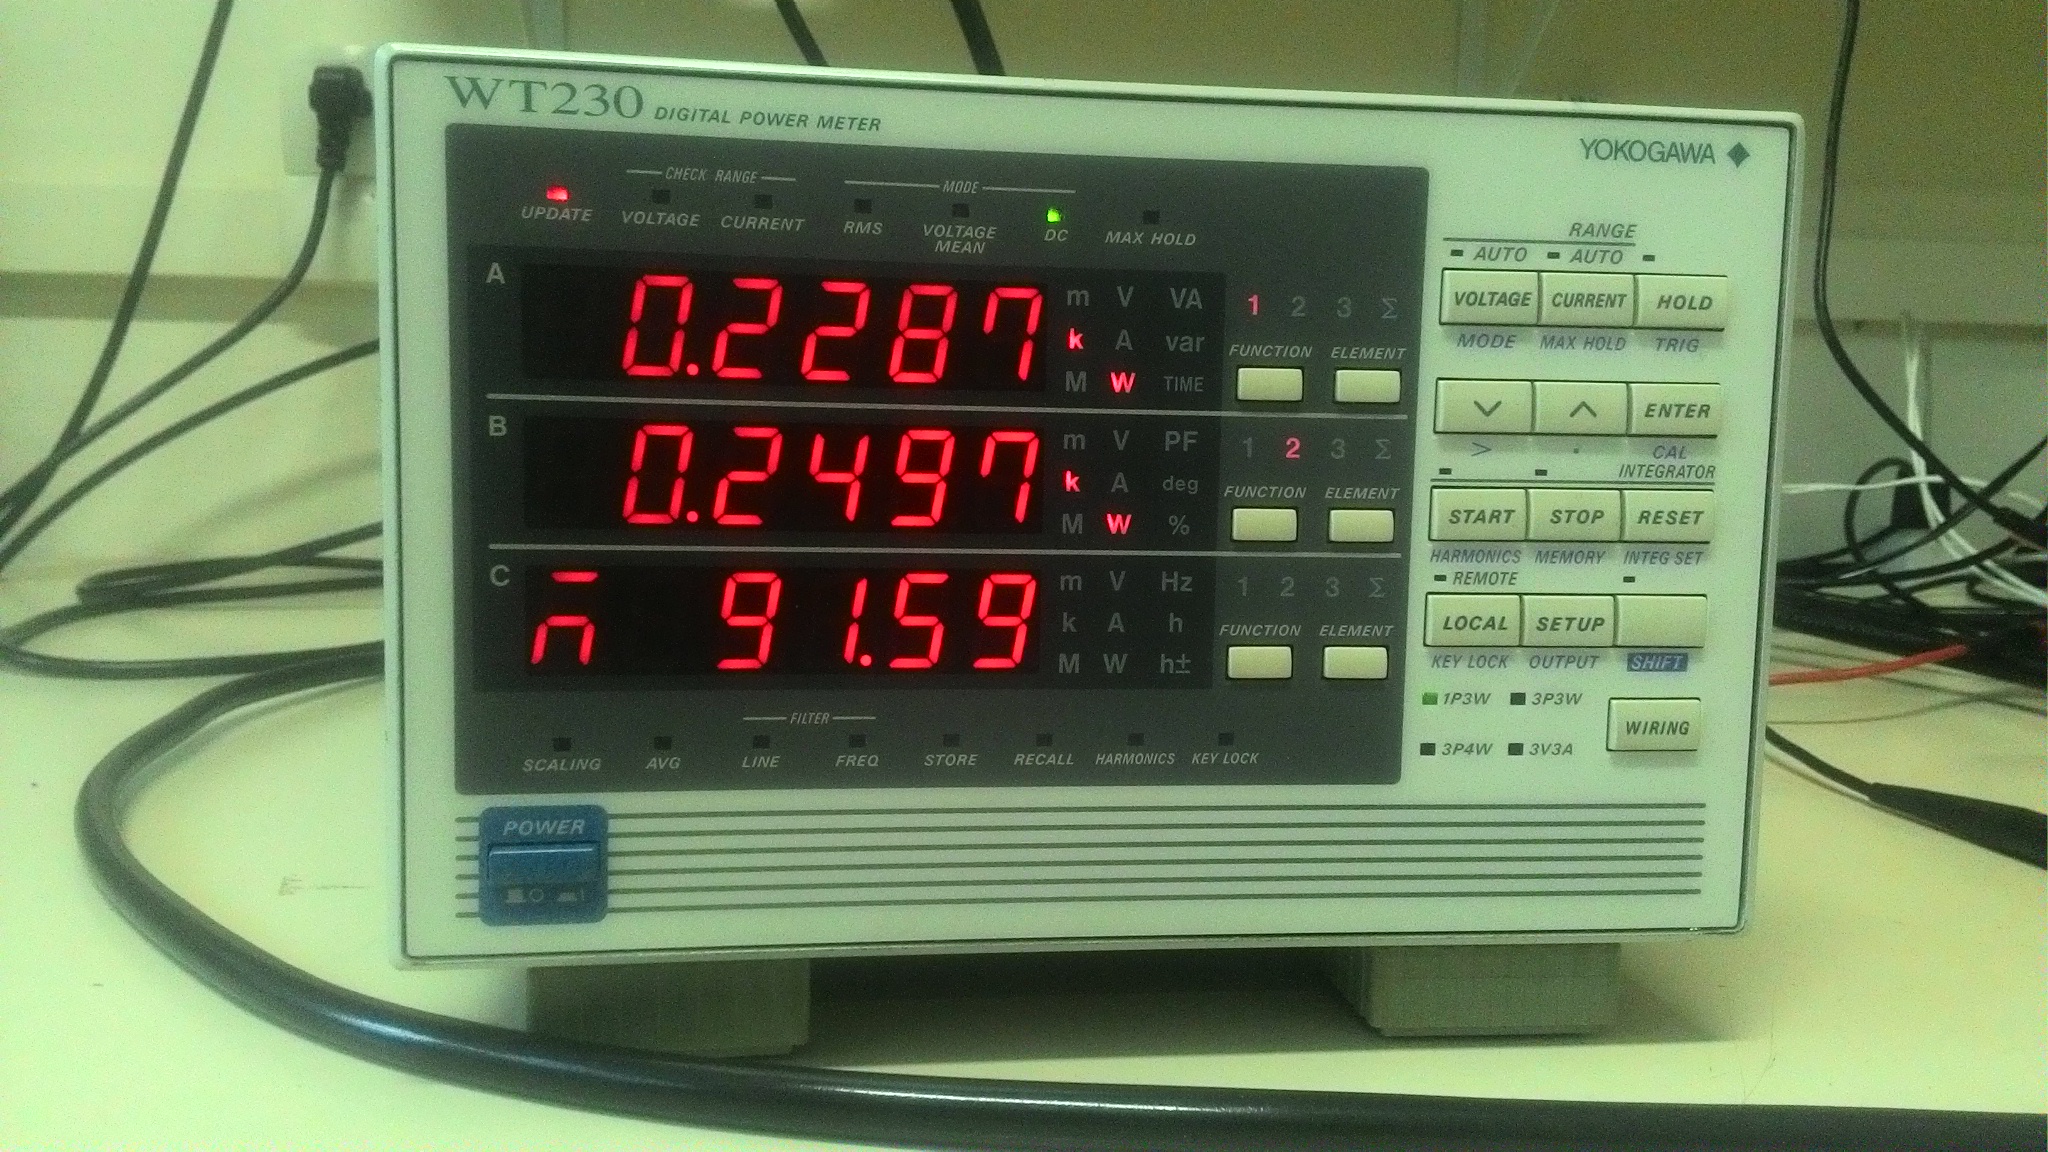 WT230 DIGITAL POWER METER
YOKOGAWA
CHECK RANGE
MODE
UPDATE VOLTAGE CURRENT RMS VOLTAGE MEAN DC MAX HOLD
A 0.2287
m V VA
k A var
M W TIME
1 2 3 Σ
FUNCTION ELEMENT
B 0.2497
m V PF
k A deg
M W %
1 2 3 Σ
FUNCTION ELEMENT
C 91.59
m V Hz
k A h
M W h±
1 2 3 Σ
FUNCTION ELEMENT
FILTER
SCALING AVG LINE FREQ STORE RECALL HARMONICS KEY LOCK
RANGE
AUTO AUTO
VOLTAGE CURRENT HOLD
MODE MAX HOLD TRIG
ENTER
> . CAL
INTEGRATOR
START STOP RESET
HARMONICS MEMORY INTEG SET
REMOTE
LOCAL SETUP
KEY LOCK OUTPUT SHIFT
1P3W 3P3W
WIRING
3P4W 3V3A
POWER